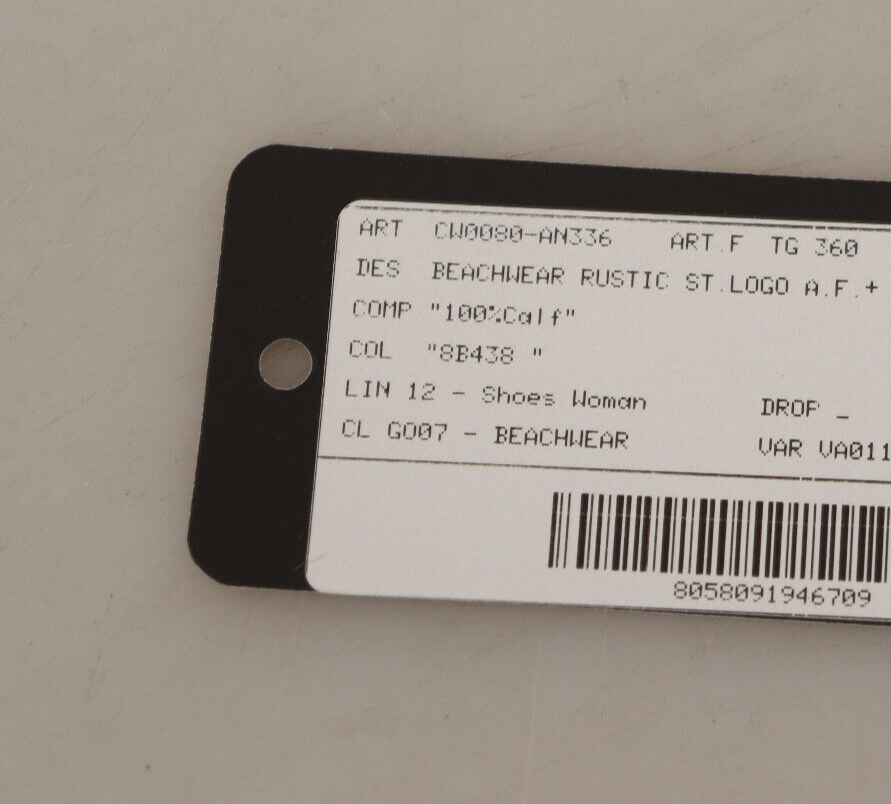 ART CW0080-AN336 ART.F TG 360
DES BEACHWEAR RUSTIC ST.LOGO A.F.+
COMP "100%Calf"
COL "8B438 "
LIN 12 - Shoes Woman DROP _
CL GO07 - BEACHWEAR VAR VA011
8058091946709